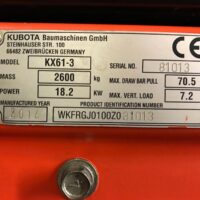 KUBOTA Baumaschinen GmbH
STEINHAUSER STR. 100
66482 ZWEIBRÜCKEN GERMANY
CE
MODEL KX61-3 SERIAL NO. 81013
MASS 2600 kg MAX. DRAW BAR PULL 70.5
POWER 18.2 kW MAX. VERT. LOAD 7.2
PRODUCT IDENTIFICATION NUMBER
WKFRGJ0100Z081013